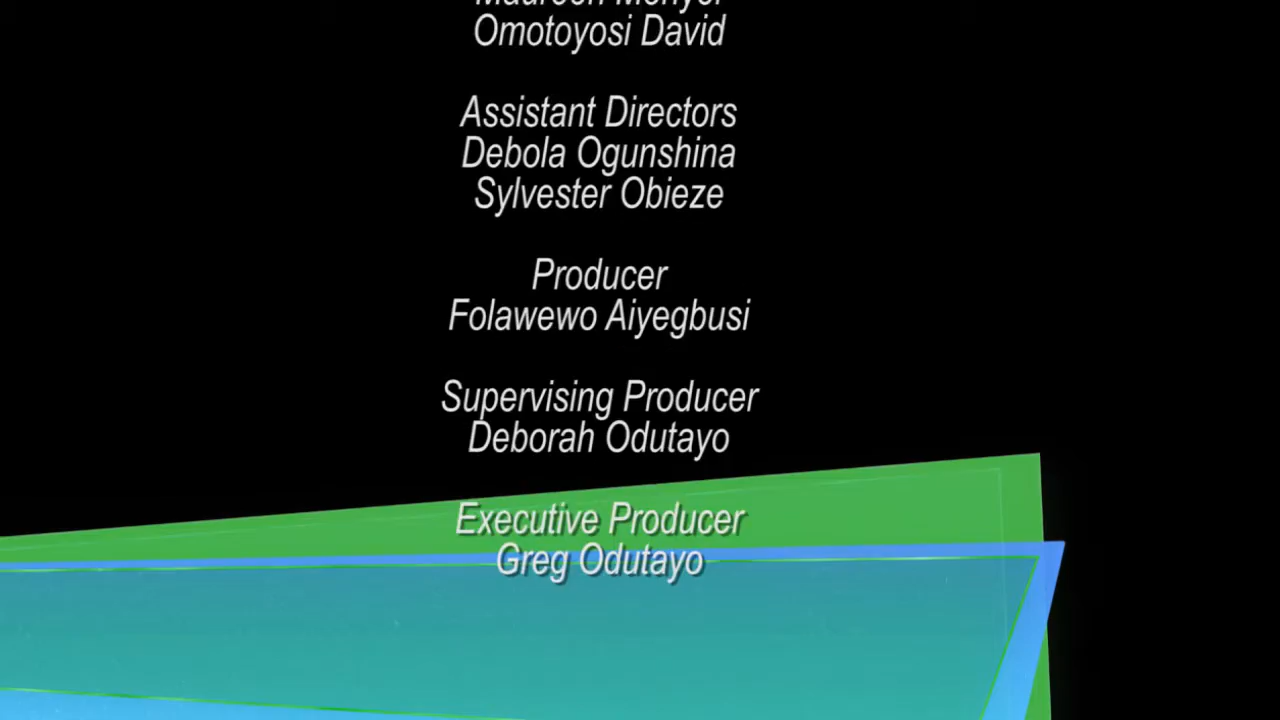 Omotoyosi David
Assistant Directors
Debola Ogunshina
Sylvester Obieze
Producer
Folawewo Aiyegbusi
Supervising Producer
Deborah Odutayo
Executive Producer
Greg Odutayo